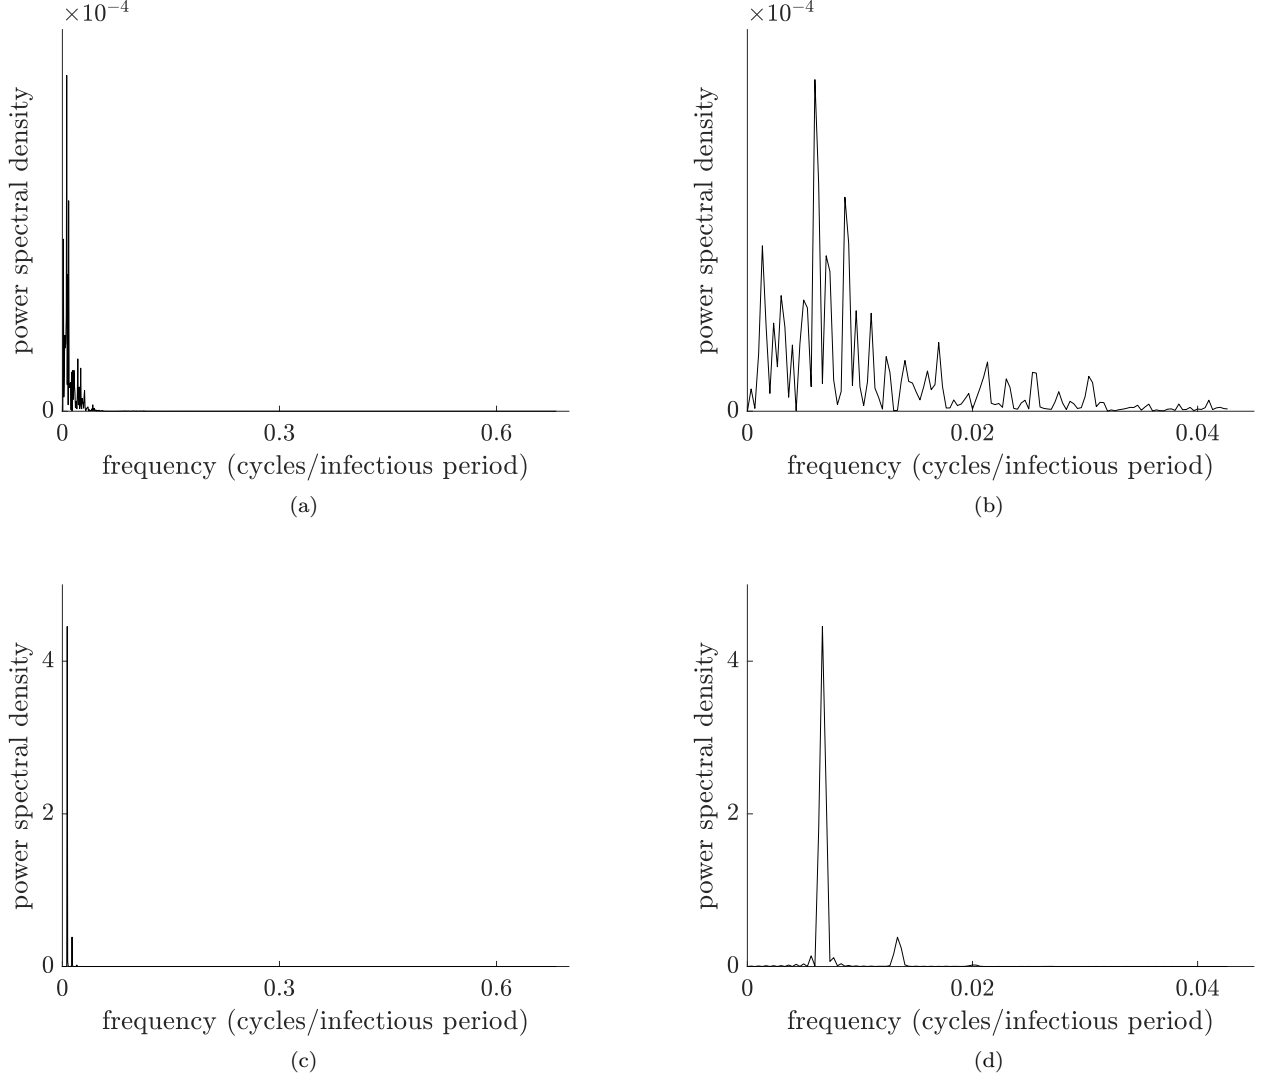 ×10⁻⁴
power spectral density
0
0 0.3 0.6
frequency (cycles/infectious period)
(a)
×10⁻⁴
power spectral density
0
0 0.02 0.04
frequency (cycles/infectious period)
(b)
4
power spectral density
2
0
0 0.3 0.6
frequency (cycles/infectious period)
(c)
4
power spectral density
2
0
0 0.02 0.04
frequency (cycles/infectious period)
(d)